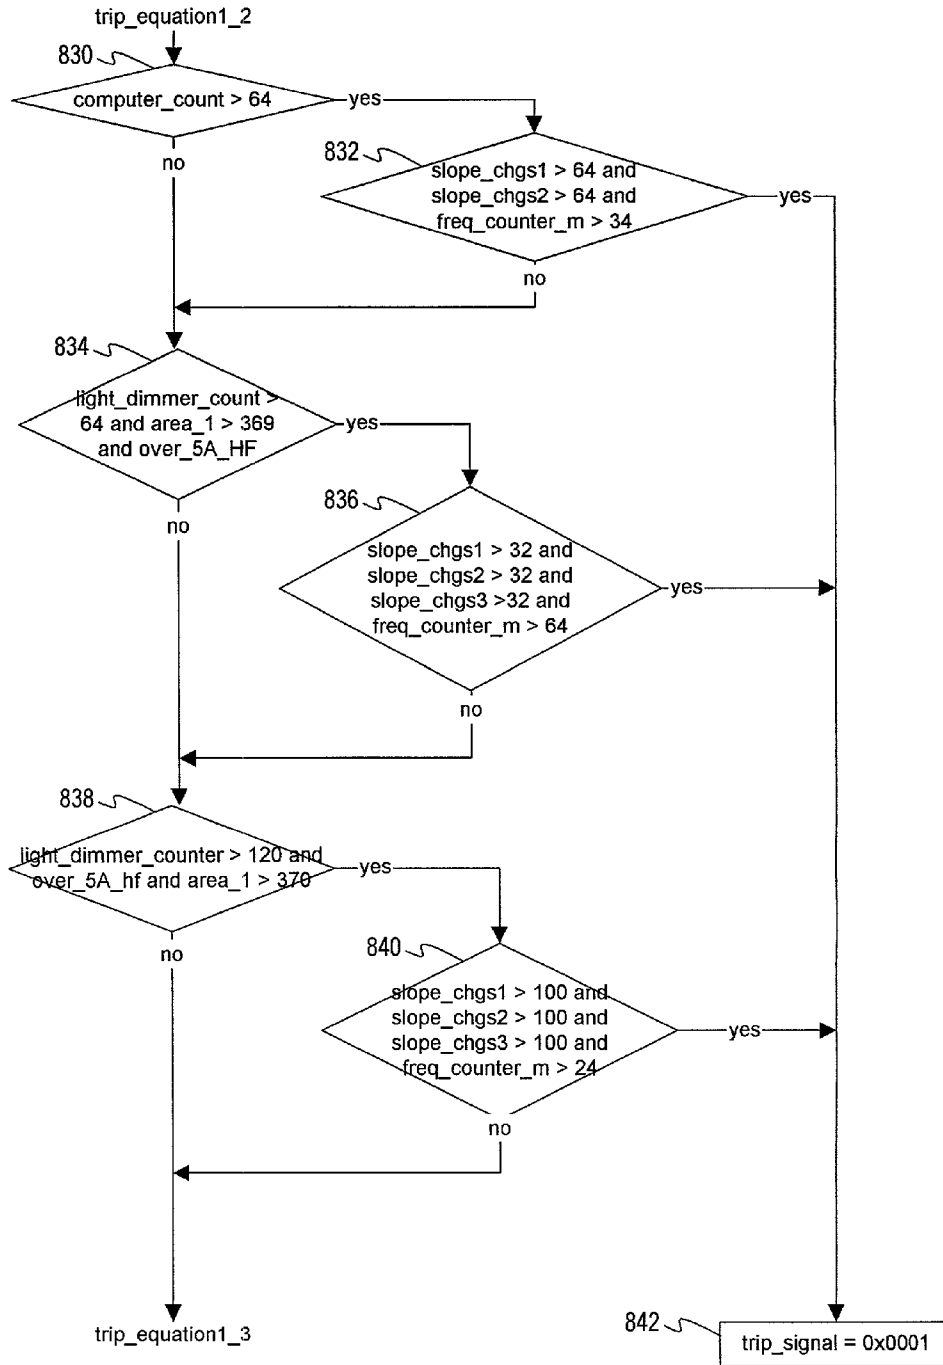 trip_equation1_2
830
computer_count > 64
yes
no
832
slope_chgs1 > 64 and
slope_chgs2 > 64 and
freq_counter_m > 34
yes
no
834
light_dimmer_count >
64 and area_1 > 369
and over_5A_HF
yes
no
836
slope_chgs1 > 32 and
slope_chgs2 > 32 and
slope_chgs3 >32 and
freq_counter_m > 64
yes
no
838
light_dimmer_counter > 120 and
over_5A_hf and area_1 > 370
yes
no
840
slope_chgs1 > 100 and
slope_chgs2 > 100 and
slope_chgs3 > 100 and
freq_counter_m > 24
yes
no
trip_equation1_3
842
trip_signal = 0x0001